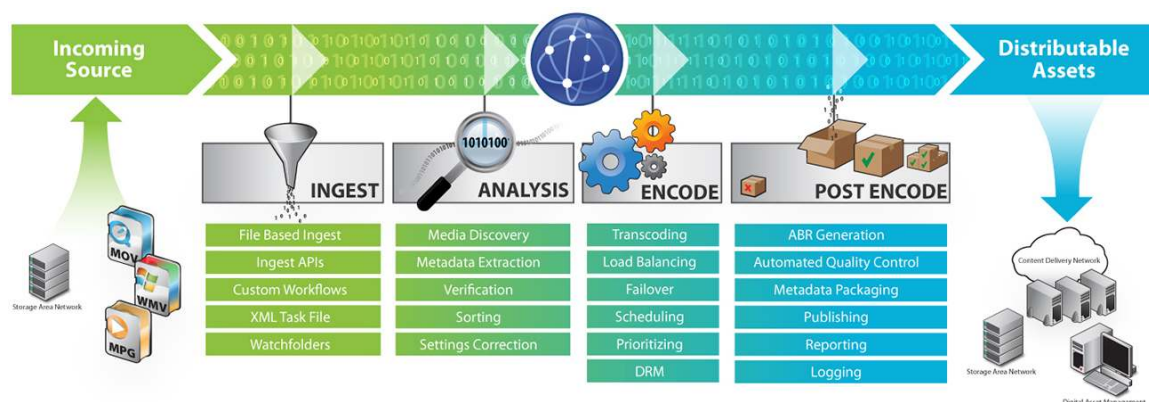 Incoming
Source
Distributable
Assets
1010100
INGEST
ANALYSIS
ENCODE
POST ENCODE
File Based Ingest
Ingest APIs
Custom Workflows
XML Task File
Watchfolders
Media Discovery
Metadata Extraction
Verification
Sorting
Settings Correction
Transcoding
Load Balancing
Failover
Scheduling
Prioritizing
DRM
ABR Generation
Automated Quality Control
Metadata Packaging
Publishing
Reporting
Logging
MOV
WMV
MPG
Storage Area Network
Content Delivery Network
Storage Area Network
Digital Asset Management